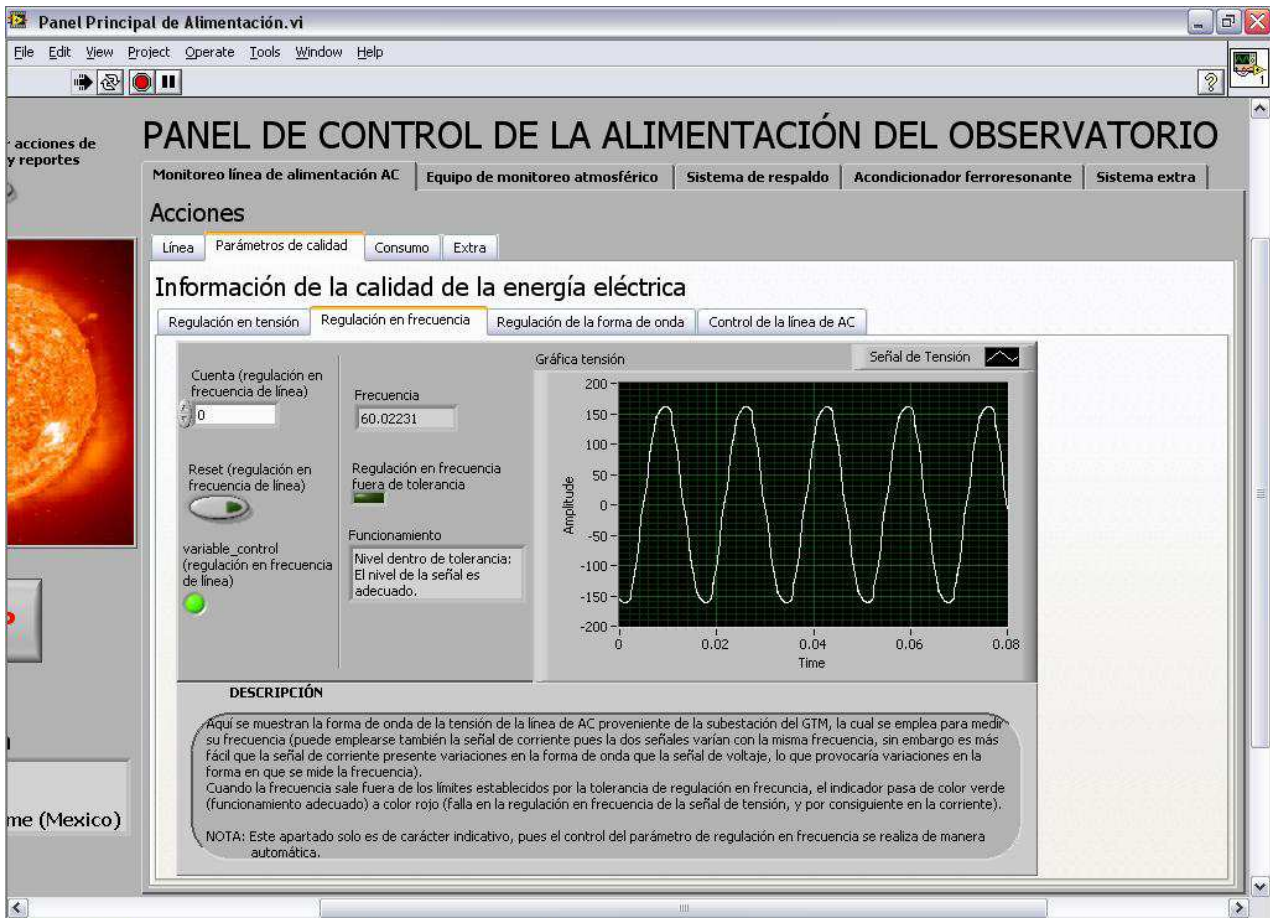 Panel Principal de Alimentación.vi
File Edit View Project Operate Tools Window Help
1
acciones de
y reportes
PANEL DE CONTROL DE LA ALIMENTACIÓN DEL OBSERVATORIO
Monitoreo línea de alimentación AC Equipo de monitoreo atmosférico Sistema de respaldo Acondicionador ferroresonante Sistema extra
Acciones
Línea Parámetros de calidad Consumo Extra
Información de la calidad de la energía eléctrica
Regulación en tensión Regulación en frecuencia Regulación de la forma de onda Control de la línea de AC
Cuenta (regulación en
frecuencia de línea)
0
Reset (regulación en
frecuencia de línea)
variable_control
(regulación en frecuencia
de línea)
Frecuencia
60.02231
Regulación en frecuencia
fuera de tolerancia
Funcionamiento
Nivel dentro de tolerancia:
El nivel de la señal es
adecuado.
Gráfica tensión
Señal de Tensión
Amplitude
200
150
100
50
0
-50
-100
-150
-200
0 0.02 0.04 0.06 0.08
Time
DESCRIPCIÓN
Aquí se muestran la forma de onda de la tensión de la línea de AC proveniente de la subestación del GTM, la cual se emplea para medir
su frecuencia (puede emplearse también la señal de corriente pues la dos señales varían con la misma frecuencia, sin embargo es más
fácil que la señal de corriente presente variaciones en la forma de onda que la señal de voltaje, lo que provocaría variaciones en la
forma en que se mide la frecuencia).
Cuando la frecuencia sale fuera de los límites establecidos por la tolerancia de regulación en frecuncia, el indicador pasa de color verde
(funcionamiento adecuado) a color rojo (falla en la regulación en frecuencia de la señal de tensión, y por consiguiente en la corriente).
NOTA: Este apartado solo es de carácter indicativo, pues el control del parámetro de regulación en frecuencia se realiza de manera
automática.
me (Mexico)